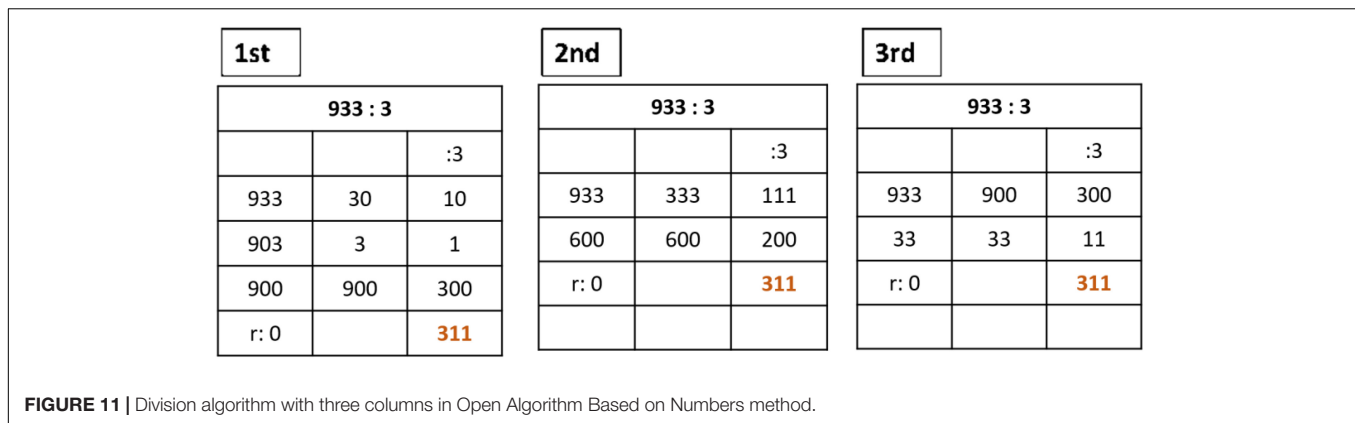 1st
933 : 3
:3
933 30 10
903 3 1
900 900 300
r: 0 311
2nd
933 : 3
:3
933 333 111
600 600 200
r: 0 311
3rd
933 : 3
:3
933 900 300
33 33 11
r: 0 311
FIGURE 11 | Division algorithm with three columns in Open Algorithm Based on Numbers method.